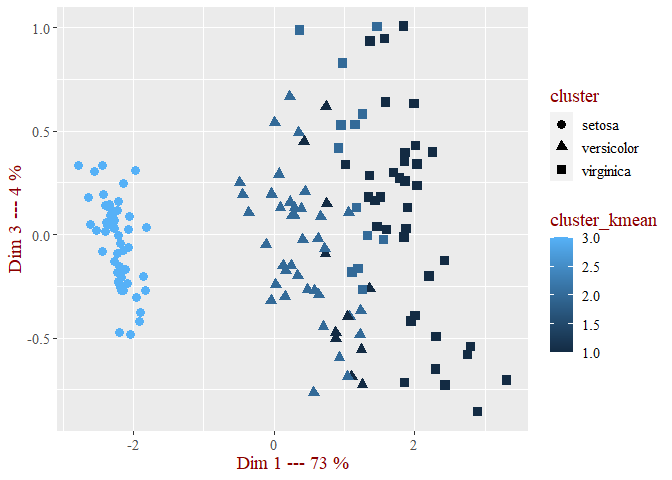 1.0
0.5
0.0
-0.5
-2
0
2
Dim 1 --- 73 %
Dim 3 --- 4 %
cluster
setosa
versicolor
virginica
cluster_kmean
3.0
2.5
2.0
1.5
1.0